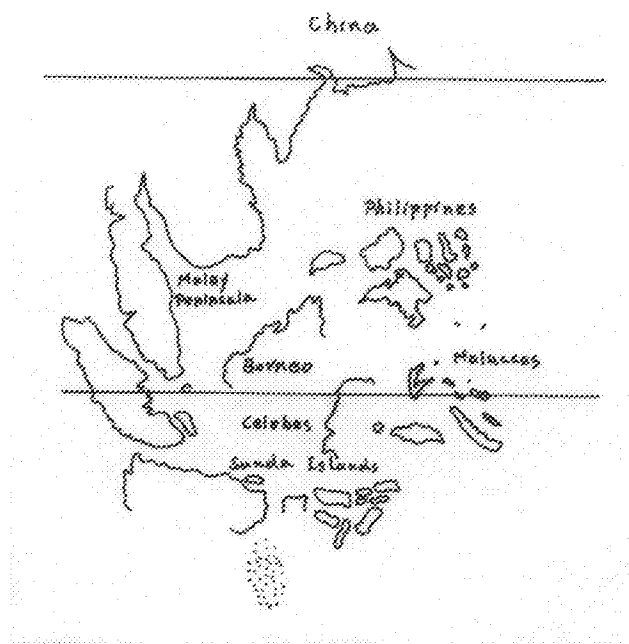 China
Philippines
Malay
Peninsula
Borneo
Moluccas
Celebes
Sunda Islands